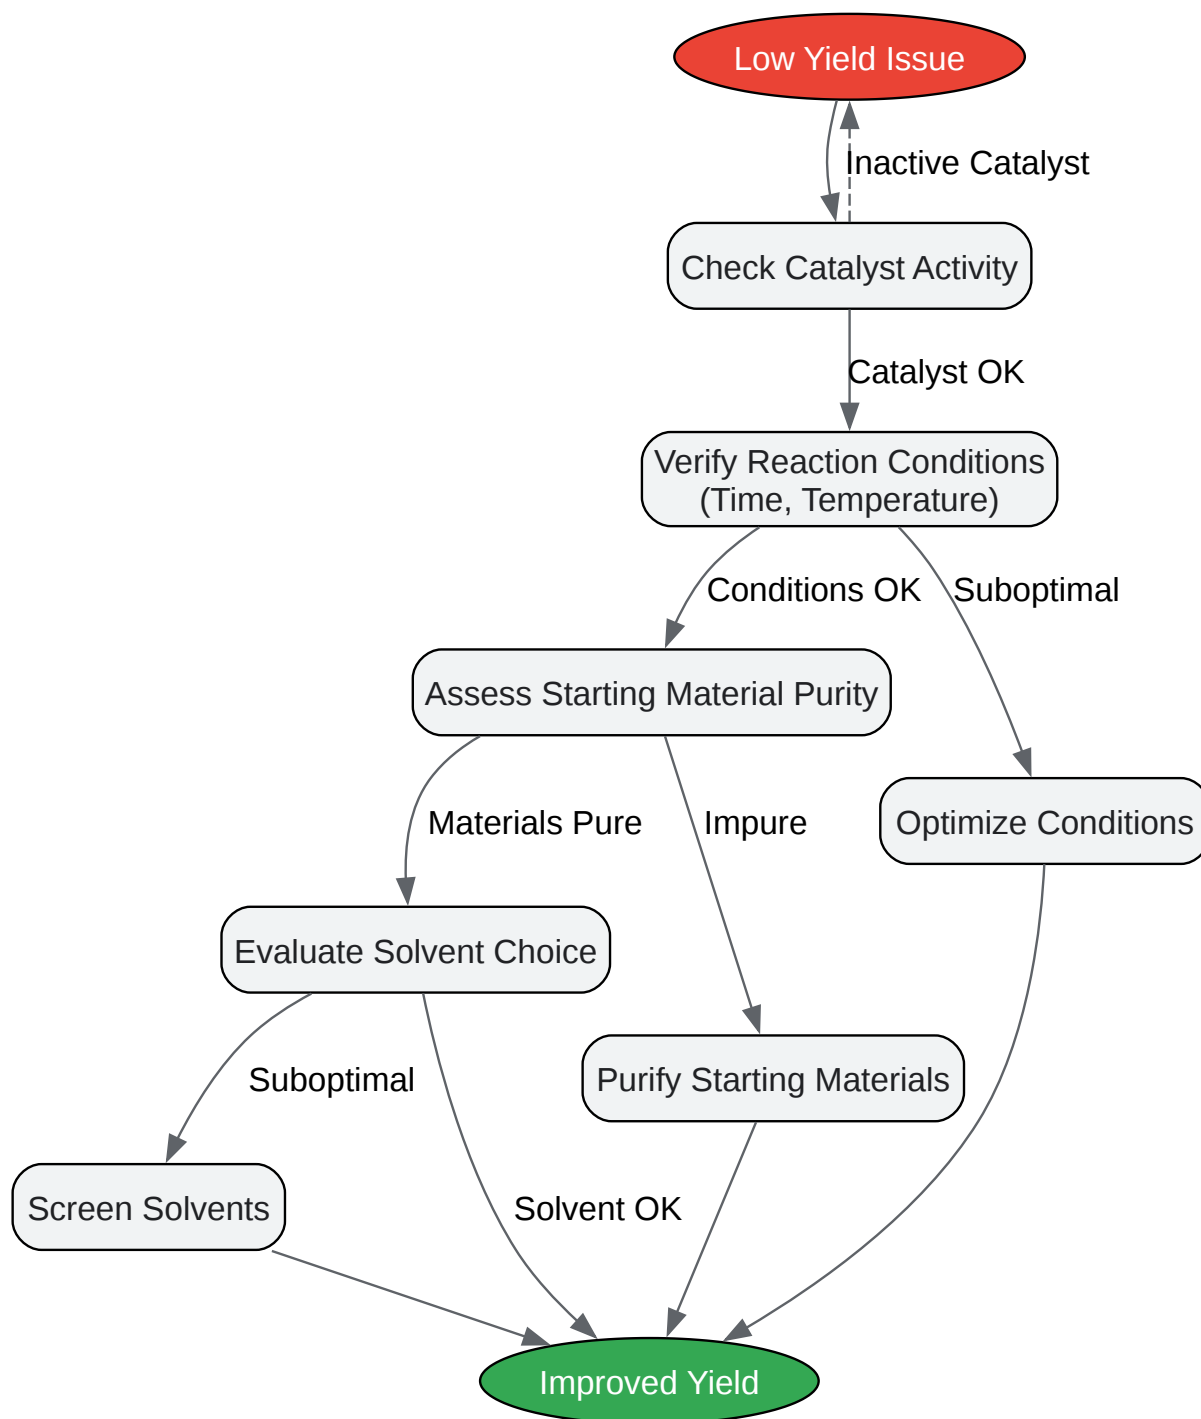 Low Yield Issue
Inactive Catalyst
Check Catalyst Activity
Catalyst OK
Verify Reaction Conditions
(Time, Temperature)
Conditions OK
Suboptimal
Assess Starting Material Purity
Materials Pure
Impure
Optimize Conditions
Evaluate Solvent Choice
Suboptimal
Purify Starting Materials
Screen Solvents
Solvent OK
Improved Yield